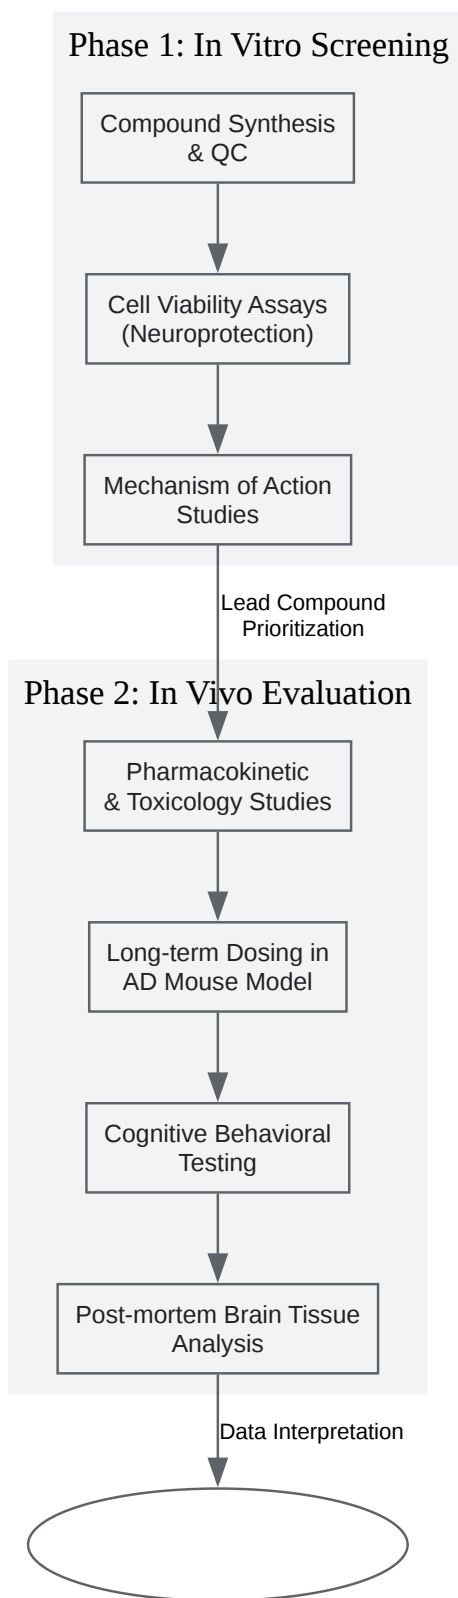 Phase 1: In Vitro Screening
Compound Synthesis
& QC
Cell Viability Assays
(Neuroprotection)
Mechanism of Action
Studies
Lead Compound
Prioritization
Phase 2: In Vivo Evaluation
Pharmacokinetic
& Toxicology Studies
Long-term Dosing in
AD Mouse Model
Cognitive Behavioral
Testing
Post-mortem Brain Tissue
Analysis
Data Interpretation